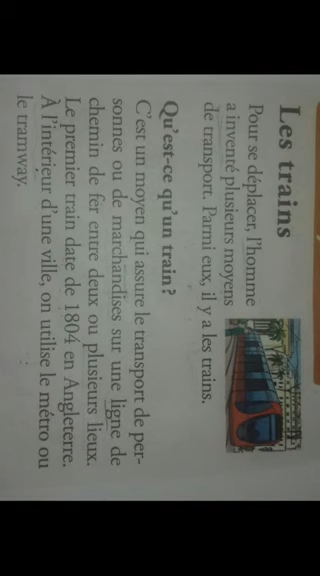 Les trains
Pour se déplacer, l'homme
a inventé plusieurs moyens
de transport. Parmi eux, il y a les trains.
Qu'est-ce qu'un train?
C'est un moyen qui assure le transport de per-
sonnes ou de marchandises sur une ligne de
chemin de fer entre deux ou plusieurs lieux.
Le premier train date de 1804 en Angleterre.
À l'intérieur d'une ville, on utilise le métro ou
le tramway.